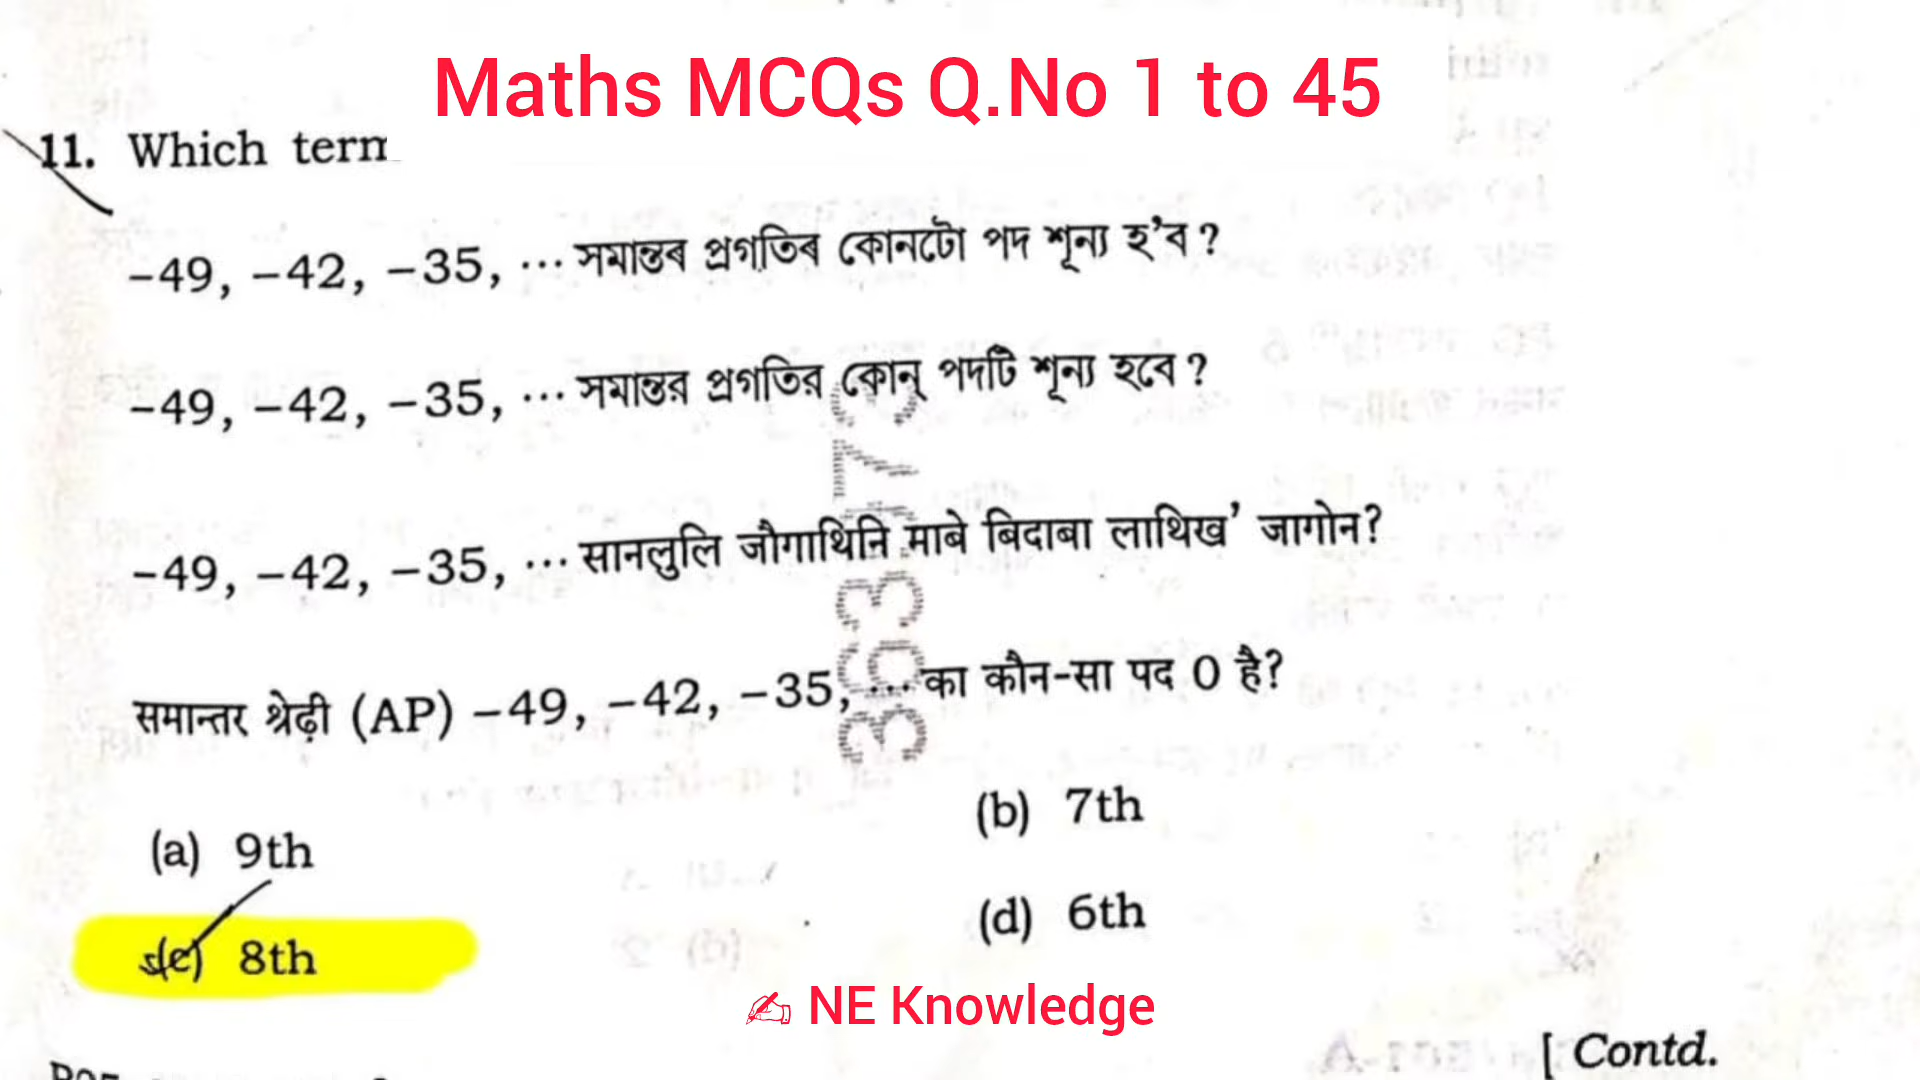 Maths MCQs Q.No 1 to 45
11. Which term
-49, -42, -35, ... সমান্তৰ প্ৰগতিৰ কোনটো পদ শূন্য হ’ব ?
-49, -42, -35, ... সমান্তর প্রগতির কোন্ পদটি শূন্য হবে ?
-49, -42, -35, ... सानलुलि जौगाथिनि माबे बिदाबा लाथिख’ जागोन?
समान्तर श्रेढ़ी (AP) -49, -42, -35, ... का कौन-सा पद 0 है?
(a) 9th
(b) 7th
(c) 8th
(d) 6th
✍ NE Knowledge
[ Contd.